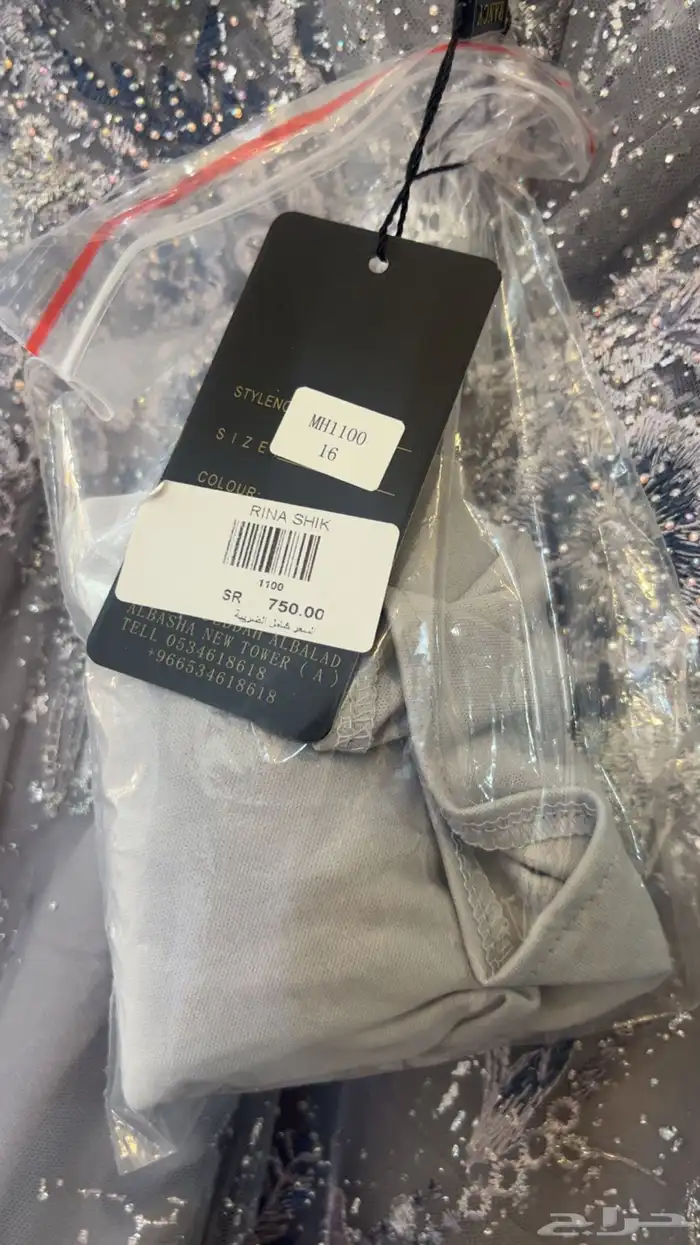 FANCY
STYLENO
MH1100
SIZE
16
COLOUR:
RINA SHIK
1100
SR 750.00
السعر شامل الضريبة
ALBALAD
ALBASHA NEW TOWER (A)
TELL 0534618618
+966534618618
حراج